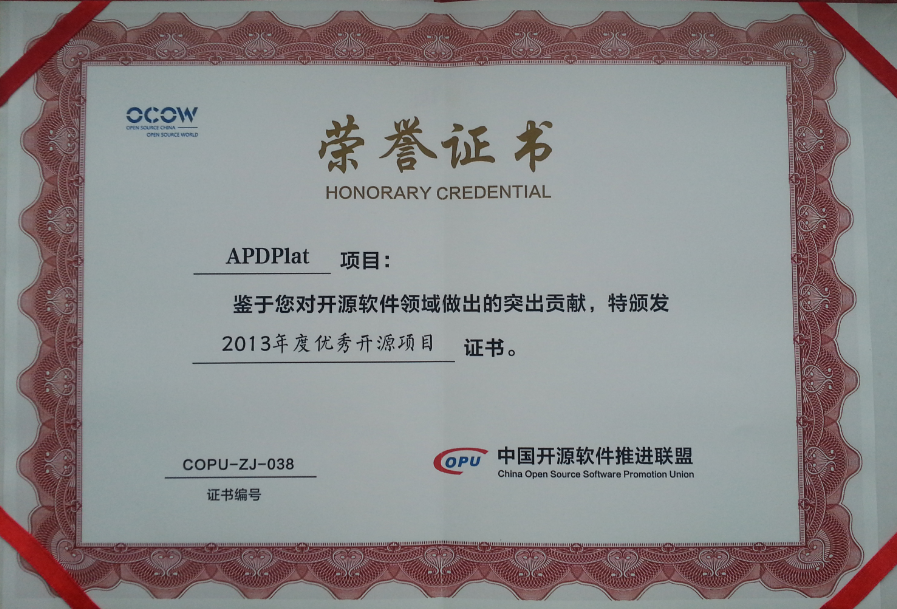 OCOW
OPEN SOURCE CHINA
OPEN SOURCE WORLD
荣誉证书
HONORARY CREDENTIAL
APDPlat 项目：
鉴于您对开源软件领域做出的突出贡献，特颁发
2013年度优秀开源项目 证书。
COPU-ZJ-038
证书编号
COPU 中国开源软件推进联盟
China Open Source Software Promotion Union